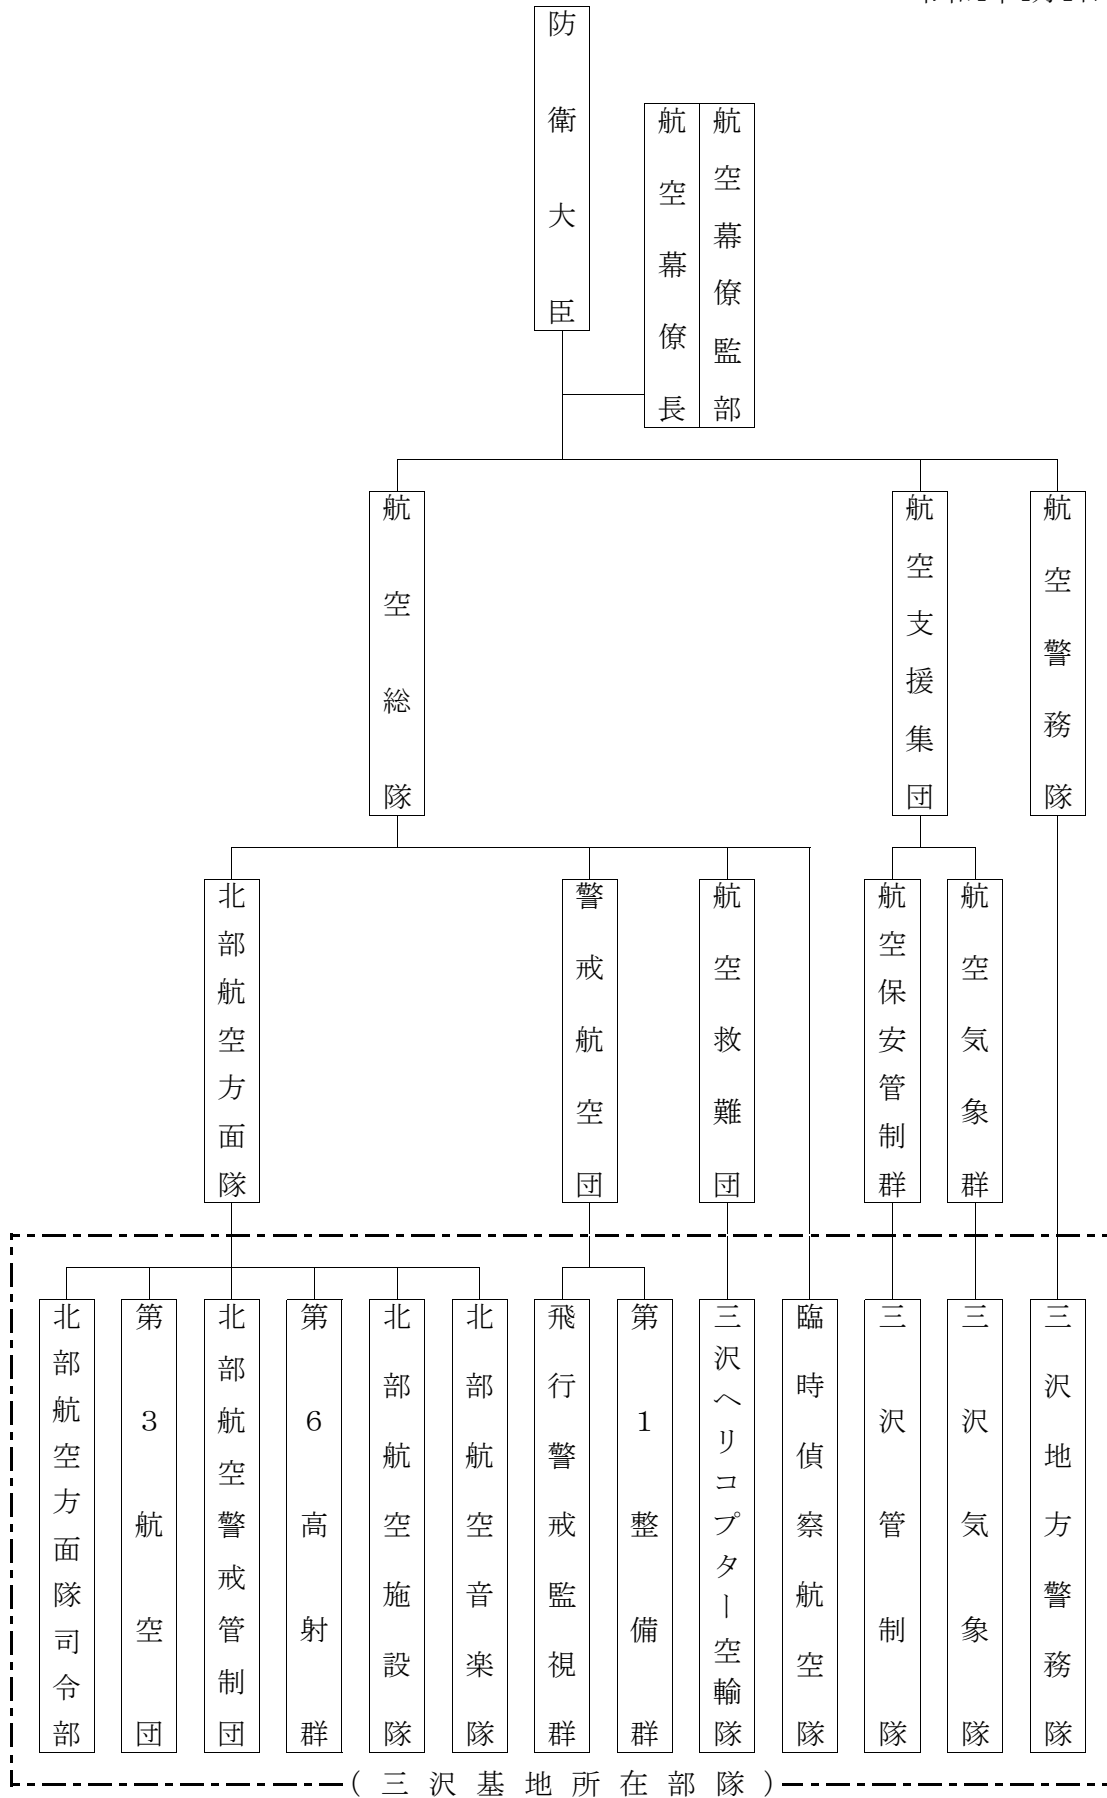 防衛大臣
航空幕僚長
航空幕僚監部
航空総隊
航空支援集団
航空警務隊
北部航空方面隊
警戒航空団
航空救難団
航空保安管制群
航空気象群
北部航空方面隊司令部
第3航空団
北部航空警戒管制団
第6高射群
北部航空施設隊
北部航空音楽隊
飛行警戒監視群
第1整備群
三沢ヘリコプター空輸隊
臨時偵察航空隊
三沢管制隊
三沢気象隊
三沢地方警務隊
(三沢基地所在部隊)